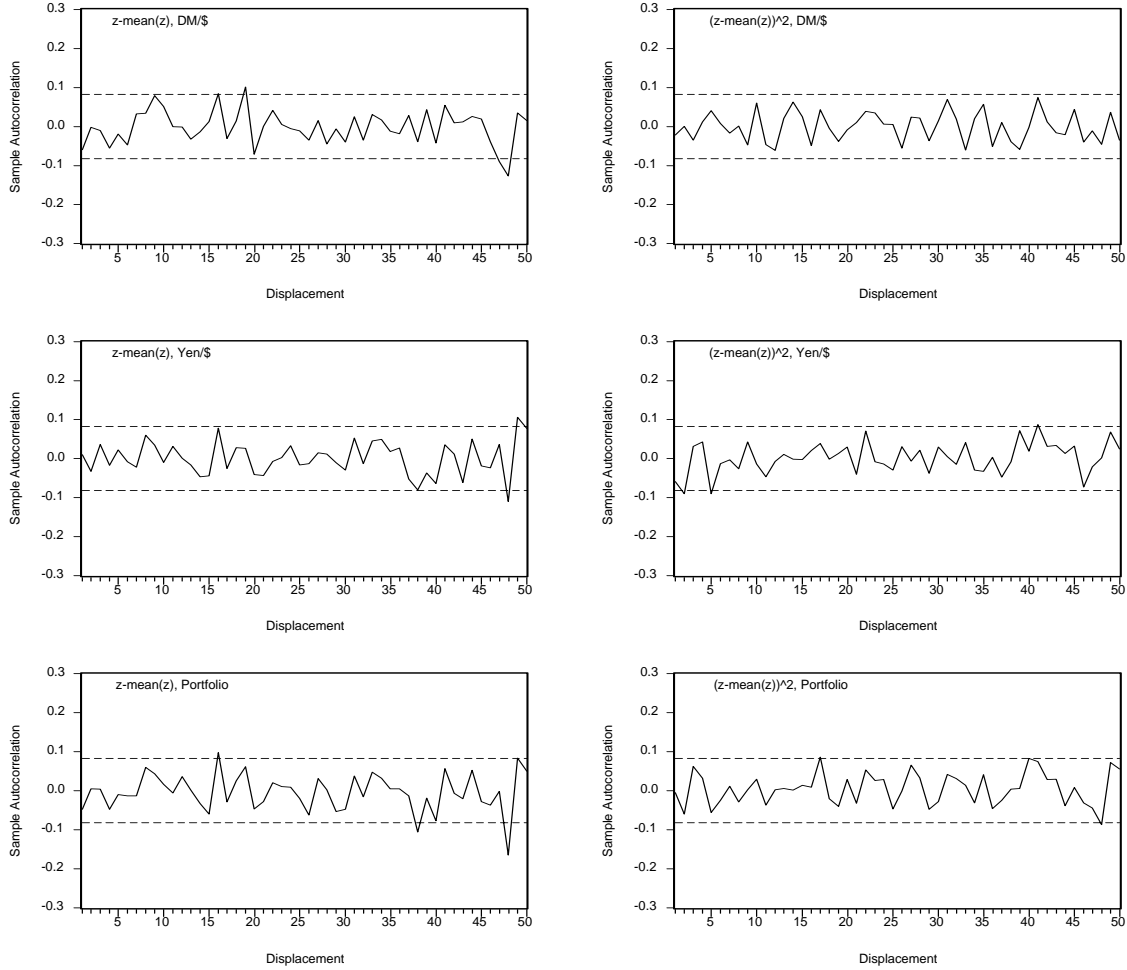 z-mean(z), DM/$
Sample Autocorrelation
0.3
0.2
0.1
0.0
-0.1
-0.2
-0.3
5 10 15 20 25 30 35 40 45 50
Displacement
(z-mean(z))^2, DM/$
Sample Autocorrelation
0.3
0.2
0.1
0.0
-0.1
-0.2
-0.3
5 10 15 20 25 30 35 40 45 50
Displacement
z-mean(z), Yen/$
Sample Autocorrelation
0.3
0.2
0.1
0.0
-0.1
-0.2
-0.3
5 10 15 20 25 30 35 40 45 50
Displacement
(z-mean(z))^2, Yen/$
Sample Autocorrelation
0.3
0.2
0.1
0.0
-0.1
-0.2
-0.3
5 10 15 20 25 30 35 40 45 50
Displacement
z-mean(z), Portfolio
Sample Autocorrelation
0.3
0.2
0.1
0.0
-0.1
-0.2
-0.3
5 10 15 20 25 30 35 40 45 50
Displacement
(z-mean(z))^2, Portfolio
Sample Autocorrelation
0.3
0.2
0.1
0.0
-0.1
-0.2
-0.3
5 10 15 20 25 30 35 40 45 50
Displacement